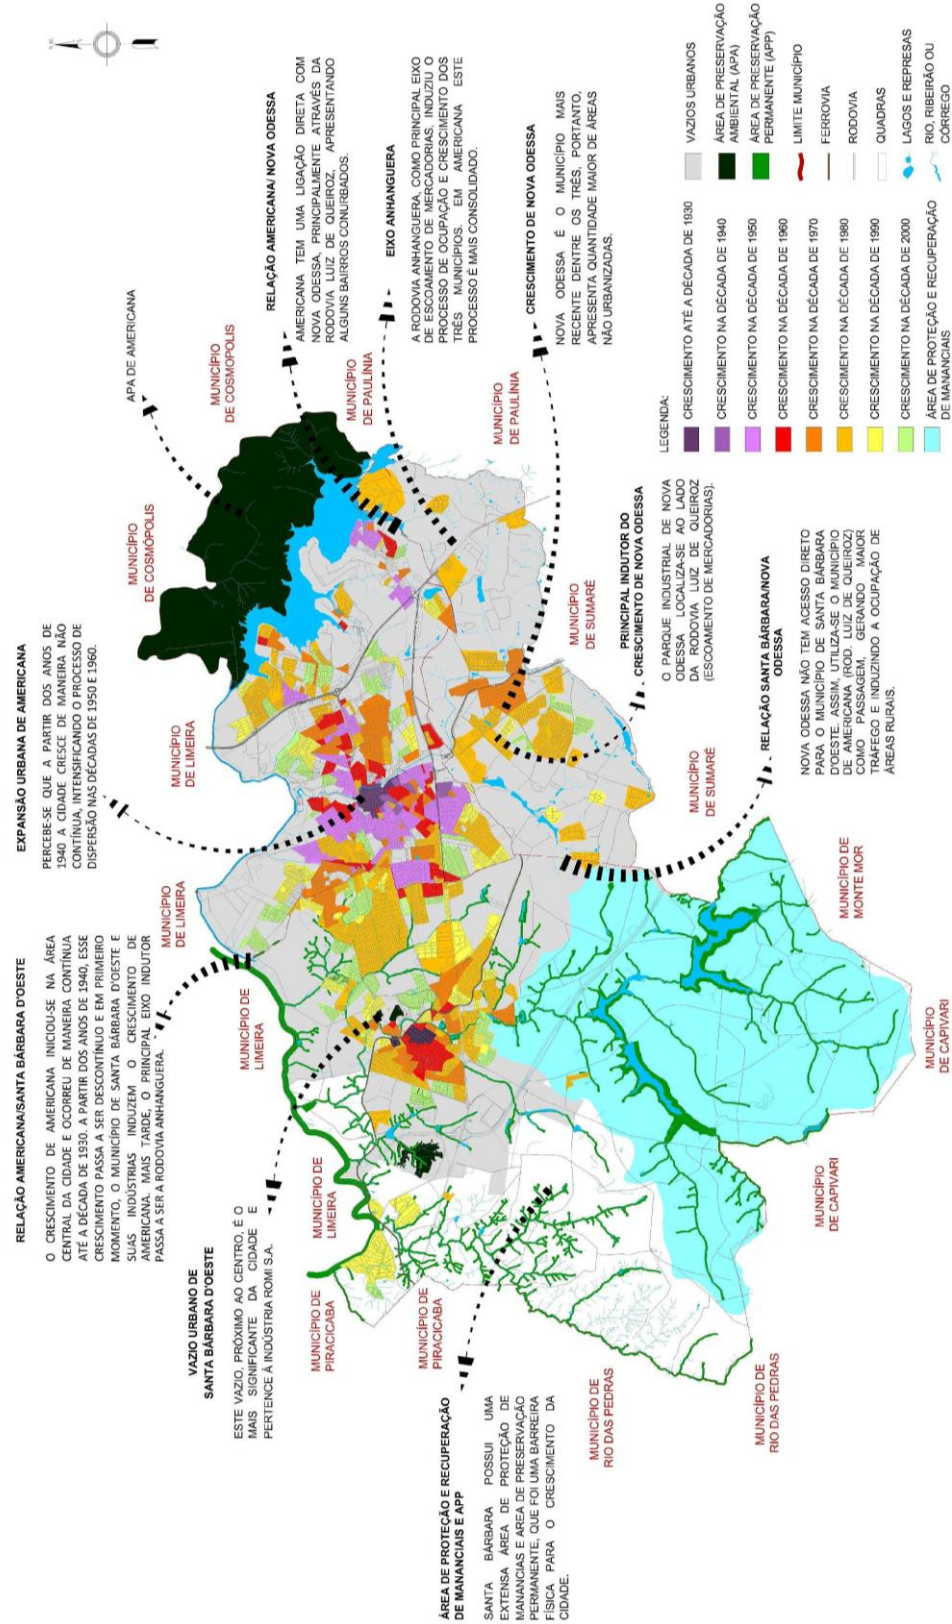 RELAÇÃO AMERICANA/SANTA BÁRBARA D'OESTE
O CRESCIMENTO DE AMERICANA INICIOU-SE NA ÁREA
CENTRAL DA CIDADE E OCORREU DE MANEIRA CONTÍNUA
ATÉ A DÉCADA DE 1930. A PARTIR DOS ANOS DE 1940, ESSE
CRESCIMENTO PASSA A SER DESCONTÍNUO E EM PRIMEIRO
MOMENTO, O MUNICÍPIO DE SANTA BÁRBARA D'OESTE E
SUAS INDÚSTRIAS INDUZEM O CRESCIMENTO DE
AMERICANA. MAIS TARDE, O PRINCIPAL EIXO INDUTOR
PASSA A SER A RODOVIA ANHANGUERA.
EXPANSÃO URBANA DE AMERICANA
PERCEBE-SE QUE A PARTIR DOS ANOS DE
1940 A CIDADE CRESCE DE MANEIRA NÃO
CONTÍNUA, INTENSIFICANDO O PROCESSO DE
DISPERSÃO NAS DÉCADAS DE 1950 E 1960.
APA DE AMERICANA
RELAÇÃO AMERICANA/ NOVA ODESSA
AMERICANA TEM UMA LIGAÇÃO DIRETA COM
NOVA ODESSA, PRINCIPALMENTE ATRAVÉS DA
RODOVIA LUIZ DE QUEIROZ, APRESENTANDO
ALGUNS BAIRROS CONURBADOS.
EIXO ANHANGUERA
A RODOVIA ANHANGUERA, COMO PRINCIPAL EIXO
DE ESCOAMENTO DE MERCADORIAS, INDUZIU O
PROCESSO DE OCUPAÇÃO E CRESCIMENTO DOS
TRÊS MUNICÍPIOS. EM AMERICANA ESTE
PROCESSO É MAIS CONSOLIDADO.
CRESCIMENTO DE NOVA ODESSA
NOVA ODESSA É O MUNICÍPIO MAIS
RECENTE DENTRE OS TRÊS, PORTANTO,
APRESENTA QUANTIDADE MAIOR DE ÁREAS
NÃO URBANIZADAS.
VAZIO URBANO DE
SANTA BÁRBARA D'OESTE
ESTE VAZIO, PRÓXIMO AO CENTRO, É O
MAIS SIGNIFICANTE DA CIDADE E
PERTENCE À INDÚSTRIA ROMI S.A.
ÁREA DE PROTEÇÃO E RECUPERAÇÃO
DE MANANCIAIS E APP
SANTA BÁRBARA POSSUI UMA
EXTENSA ÁREA DE PROTEÇÃO DE
MANANCIAS E AREA DE PRESERVAÇÃO
PERMANENTE, QUE FOI UMA BARREIRA
FÍSICA PARA O CRESCIMENTO DA
CIDADE.
PRINCIPAL INDUTOR DO
CRESCIMENTO DE NOVA ODESSA
O PARQUE INDUSTRIAL DE NOVA
ODESSA LOCALIZA-SE AO LADO
DA RODOVIA LUIZ DE QUEIROZ
(ESCOAMENTO DE MERCADORIAS).
RELAÇÃO SANTA BÁRBARA/NOVA
ODESSA
NOVA ODESSA NÃO TEM ACESSO DIRETO
PARA O MUNICÍPIO DE SANTA BÁRBARA
D'OESTE. ASSIM, UTILIZA-SE O MUNICÍPIO
DE AMERICANA (ROD. LUIZ DE QUEIROZ)
COMO PASSAGEM, GERANDO MAIOR
TRÁFEGO E INDUZINDO A OCUPAÇÃO DE
ÁREAS RURAIS.
MUNICÍPIO DE
PIRACICABA
MUNICÍPIO DE
PIRACICABA
MUNICÍPIO DE
LIMEIRA
MUNICÍPIO DE
LIMEIRA
MUNICÍPIO
DE LIMEIRA
MUNICÍPIO
DE LIMEIRA
MUNICÍPIO
DE COSMÓPOLIS
MUNICÍPIO
DE COSMOPOLIS
MUNICÍPIO
DE PAULÍNIA
MUNICÍPIO
DE PAULÍNIA
MUNICÍPIO
DE SUMARÉ
MUNICÍPIO
DE SUMARÉ
MUNICÍPIO DE
MONTE MOR
MUNICÍPIO
DE CAPIVARI
MUNICÍPIO
DE CAPIVARI
MUNICÍPIO DE
RIO DAS PEDRAS
MUNICÍPIO DE
RIO DAS PEDRAS
LEGENDA:
CRESCIMENTO ATÉ A DÉCADA DE 1930
CRESCIMENTO NA DÉCADA DE 1940
CRESCIMENTO NA DÉCADA DE 1950
CRESCIMENTO NA DÉCADA DE 1960
CRESCIMENTO NA DÉCADA DE 1970
CRESCIMENTO NA DÉCADA DE 1980
CRESCIMENTO NA DÉCADA DE 1990
CRESCIMENTO NA DÉCADA DE 2000
ÁREA DE PROTEÇÃO E RECUPERAÇÃO
DE MANANCIAIS
VAZIOS URBANOS
ÁREA DE PRESERVAÇÃO
AMBIENTAL (APA)
ÁREA DE PRESERVAÇÃO
PERMANENTE (APP)
LIMITE MUNICÍPIO
FERROVIA
RODOVIA
QUADRAS
LAGOS E REPRESAS
RIO, RIBEIRÃO OU
CÓRREGO